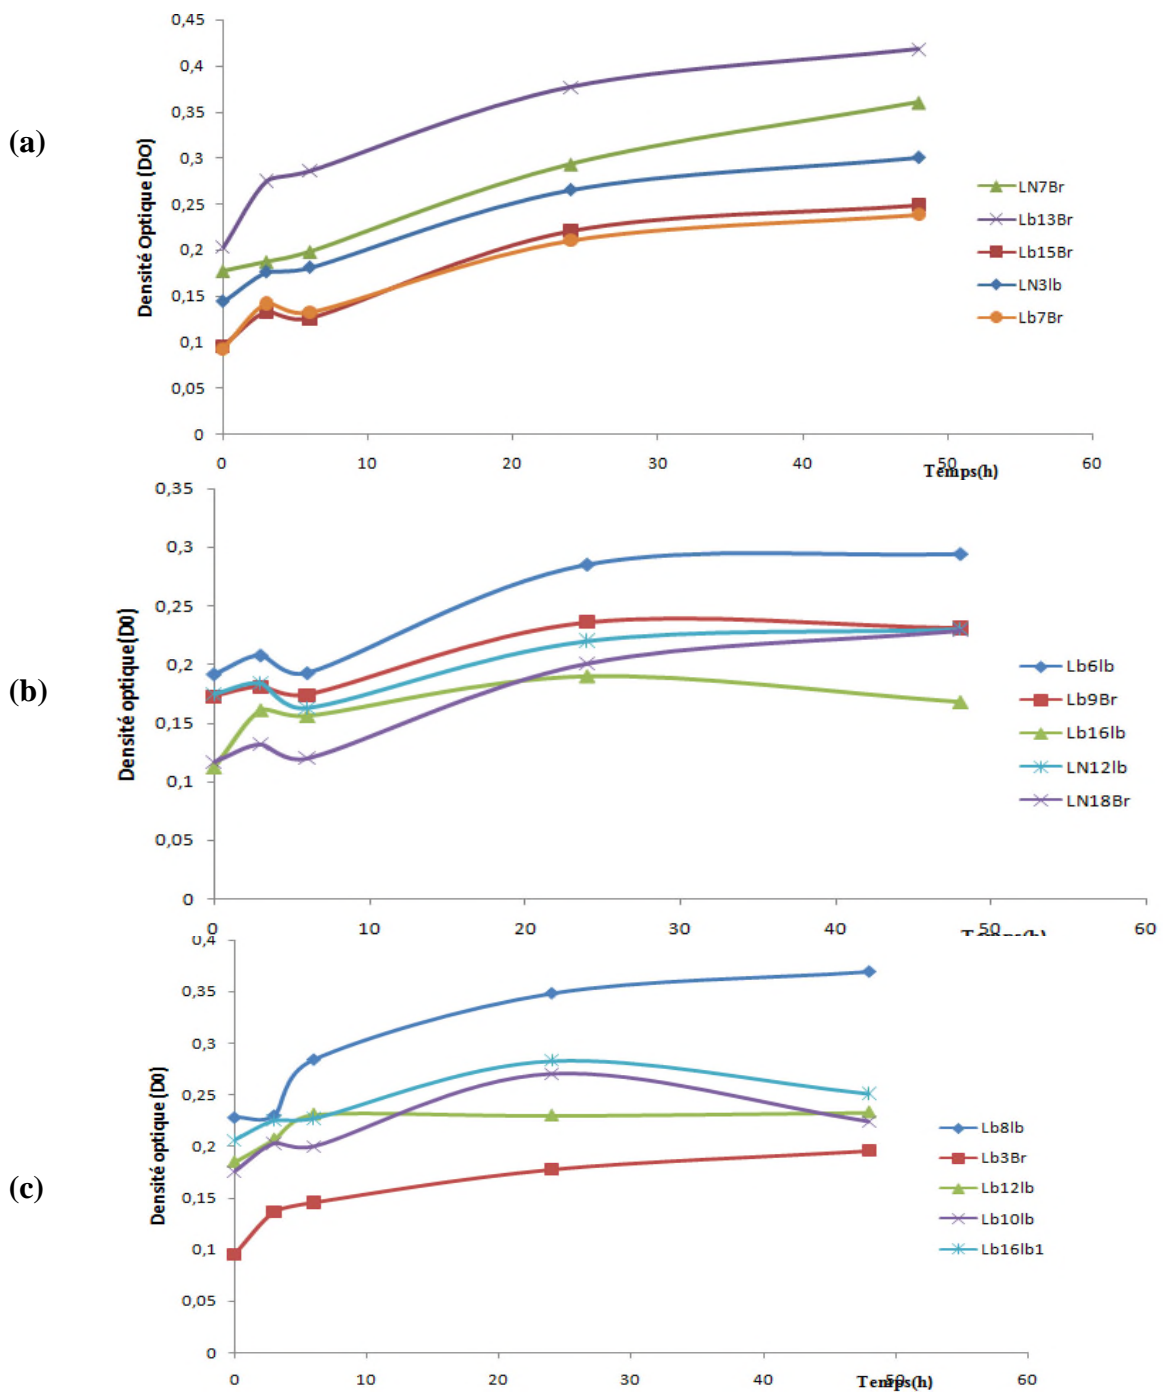 (a)
Densité Optique (DO)
0,45
0,4
0,35
0,3
0,25
0,2
0,15
0,1
0,05
0
0 10 20 30 40 50 60
Temps(h)
LN7Br
Lb13Br
Lb15Br
LN3lb
Lb7Br
(b)
Densité optique(D0)
0,35
0,3
0,25
0,2
0,15
0,1
0,05
0
0 10 20 30 40 50 60
Temps(h)
Lb6lb
Lb9Br
Lb16lb
LN12lb
LN18Br
(c)
Densité optique (D0)
0,4
0,35
0,3
0,25
0,2
0,15
0,1
0,05
0
0 10 20 30 40 50 60
Temps(h)
Lb8lb
Lb3Br
Lb12lb
Lb10lb
Lb16lb1